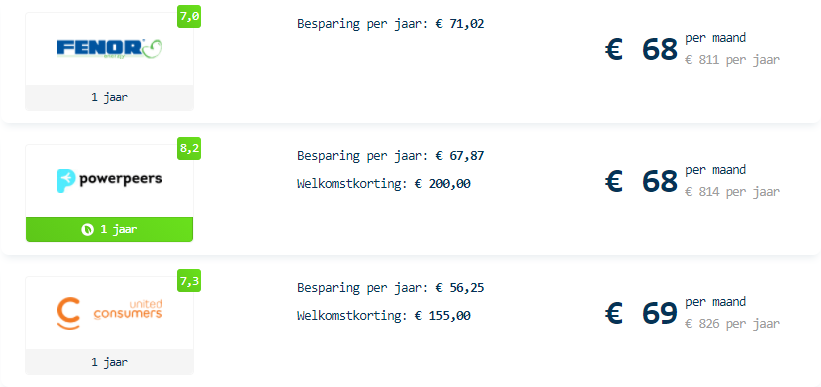 7,0
FENOR
energy
1 jaar
Besparing per jaar: € 71,02
€ 68 per maand
€ 811 per jaar
8,2
powerpeers
1 jaar
Besparing per jaar: € 67,87
Welkomstkorting: € 200,00
€ 68 per maand
€ 814 per jaar
7,3
united
consumers
1 jaar
Besparing per jaar: € 56,25
Welkomstkorting: € 155,00
€ 69 per maand
€ 826 per jaar